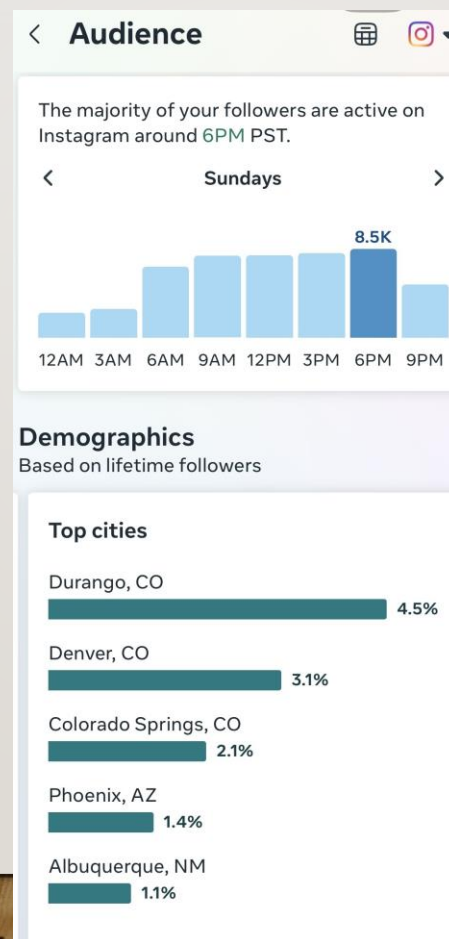 Audience
The majority of your followers are active on
Instagram around 6PM PST.
Sundays
8.5K
12AM 3AM 6AM 9AM 12PM 3PM 6PM 9PM
Demographics
Based on lifetime followers
Top cities
Durango, CO
4.5%
Denver, CO
3.1%
Colorado Springs, CO
2.1%
Phoenix, AZ
1.4%
Albuquerque, NM
1.1%